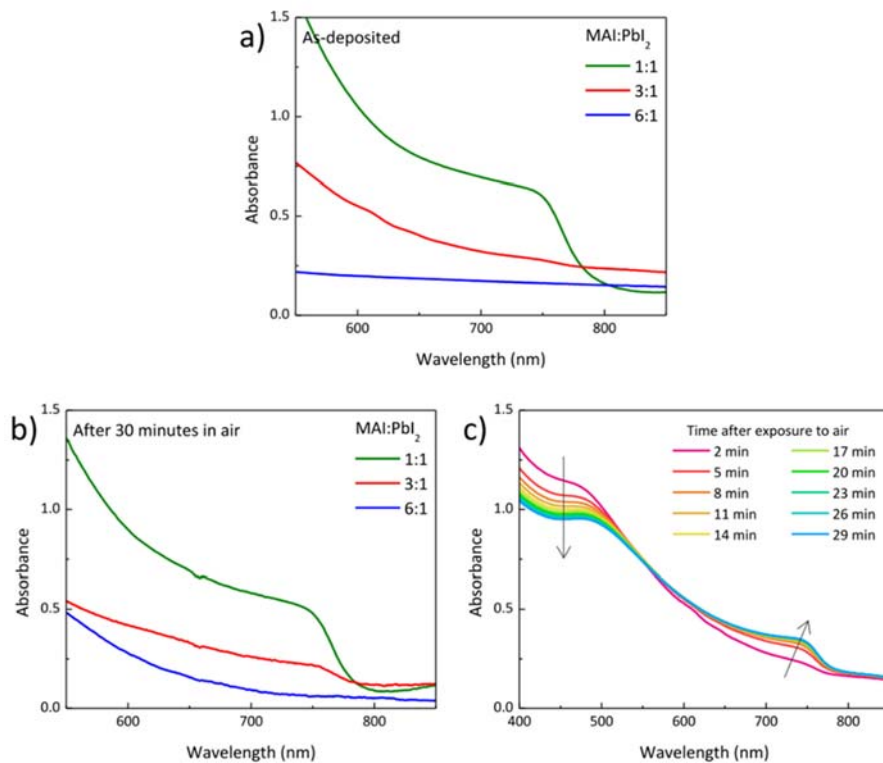 a)
As-deposited
MAI:PbI2
1:1
3:1
6:1
1.5
1.0
0.5
0.0
Absorbance
600
700
800
Wavelength (nm)
b)
After 30 minutes in air
MAI:PbI2
1:1
3:1
6:1
1.5
1.0
0.5
0.0
Absorbance
600
700
800
Wavelength (nm)
c)
Time after exposure to air
2 min
5 min
8 min
11 min
14 min
17 min
20 min
23 min
26 min
29 min
1.5
1.0
0.5
0.0
Absorbance
400
500
600
700
800
Wavelength (nm)